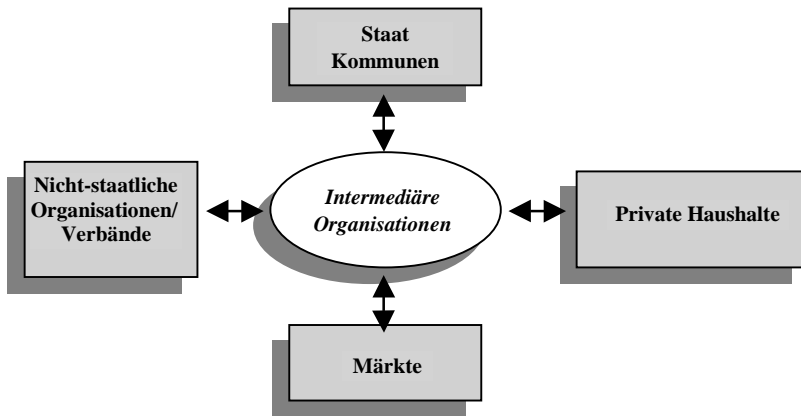 Staat
Kommunen
Nicht-staatliche
Organisationen/
Verbände
Intermediäre
Organisationen
Private Haushalte
Märkte